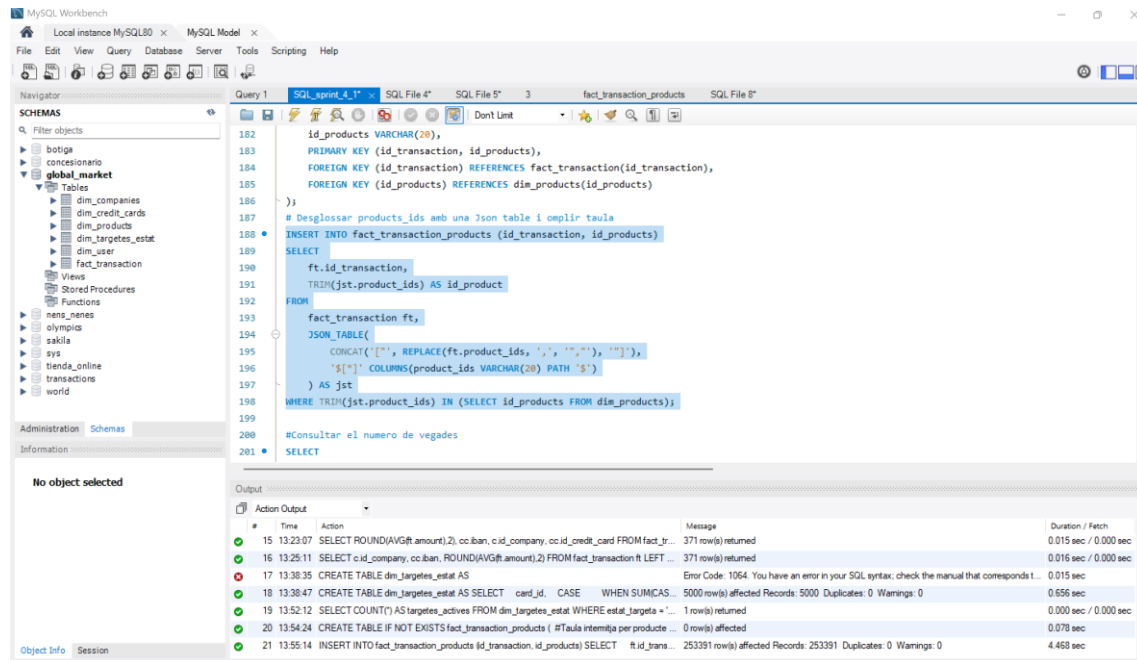 MySQL Workbench
Local instance MySQL80 × MySQL Model ×
File Edit View Query Database Server Tools Scripting Help
Navigator
SCHEMAS
Filter objects
botiga
concesionario
global_market
Tables
dim_companies
dim_credit_cards
dim_products
dim_targetes_estat
dim_user
fact_transaction
Views
Stored Procedures
Functions
nens_nenes
olympics
sakila
sys
tienda_online
transactions
world
Administration Schemas
Information
No object selected
Object Info Session
Query 1 SQL_sprint_4_1* × SQL File 4* SQL File 5* 3 fact_transaction_products SQL File 8*
Don't Limit
182 id_products VARCHAR(20),
183 PRIMARY KEY (id_transaction, id_products),
184 FOREIGN KEY (id_transaction) REFERENCES fact_transaction(id_transaction),
185 FOREIGN KEY (id_products) REFERENCES dim_products(id_products)
186 );
187 # Desglossar products_ids amb una Json table i omplir taula
188 INSERT INTO fact_transaction_products (id_transaction, id_products)
189 SELECT
190 ft.id_transaction,
191 TRIM(jst.product_ids) AS id_product
192 FROM
193 fact_transaction ft,
194 JSON_TABLE(
195 CONCAT('["', REPLACE(ft.product_ids, ',', '","'), '"]'),
196 '$[*]' COLUMNS(product_ids VARCHAR(20) PATH '$')
197 ) AS jst
198 WHERE TRIM(jst.product_ids) IN (SELECT id_products FROM dim_products);
199
200 #Consultar el numero de vegades
201 SELECT
Output
Action Output
# Time Action Message Duration / Fetch
15 13:23:07 SELECT ROUND(AVG(ft.amount),2), cc.iban, c.id_company, cc.id_credit_card FROM fact_tr... 371 row(s) returned 0.015 sec / 0.000 sec
16 13:25:11 SELECT c.id_company, cc.iban, ROUND(AVG(ft.amount),2) FROM fact_transaction ft LEFT ... 371 row(s) returned 0.016 sec / 0.000 sec
17 13:38:35 CREATE TABLE dim_targetes_estat AS Error Code: 1064. You have an error in your SQL syntax; check the manual that corresponds t... 0.015 sec
18 13:38:47 CREATE TABLE dim_targetes_estat AS SELECT card_id, CASE WHEN SUM(CAS... 5000 row(s) affected Records: 5000 Duplicates: 0 Warnings: 0 0.656 sec
19 13:52:12 SELECT COUNT(*) AS targetes_actives FROM dim_targetes_estat WHERE estat_targeta = '... 1 row(s) returned 0.000 sec / 0.000 sec
20 13:54:24 CREATE TABLE IF NOT EXISTS fact_transaction_products ( #Taula intermitja per producte ... 0 row(s) affected 0.078 sec
21 13:55:14 INSERT INTO fact_transaction_products (id_transaction, id_products) SELECT ft.id_trans... 253391 row(s) affected Records: 253391 Duplicates: 0 Warnings: 0 4.468 sec